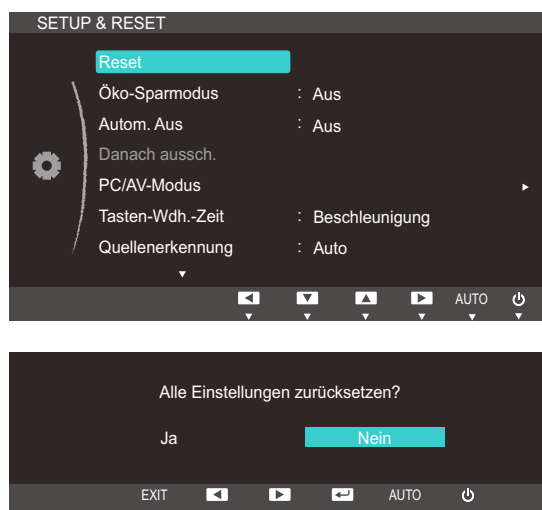 SETUP & RESET
Reset
Öko-Sparmodus : Aus
Autom. Aus : Aus
Danach aussch.
PC/AV-Modus
Tasten-Wdh.-Zeit : Beschleunigung
Quellenerkennung : Auto
AUTO
Alle Einstellungen zurücksetzen?
Ja Nein
EXIT AUTO